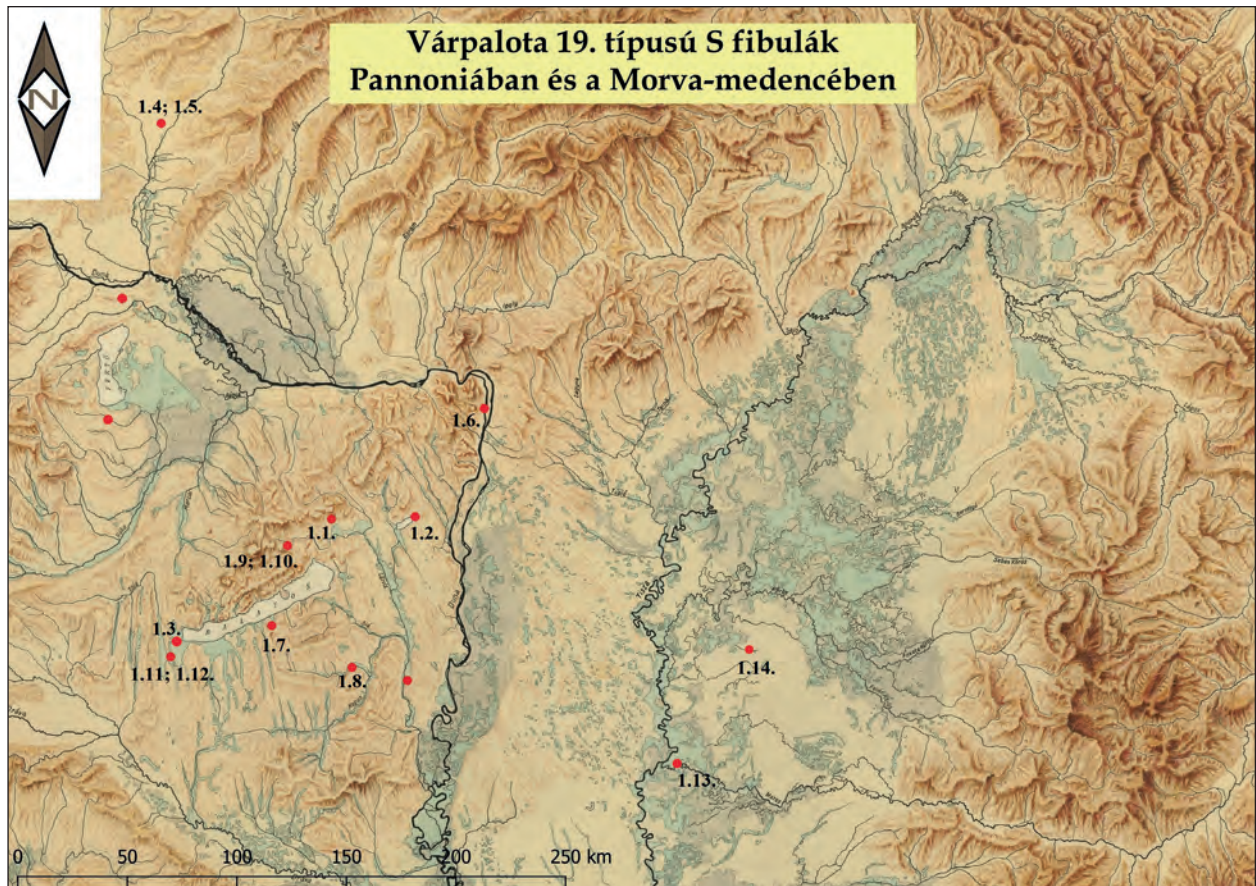 Várpalota 19. típusú S fibulák
Pannoniában és a Morva-medencében
N
1.4; 1.5.
1.6.
1.1.
1.2.
1.9; 1.10.
1.3.
1.7.
1.11; 1.12.
1.8.
1.14.
1.13.
0 50 100 150 200 250 km